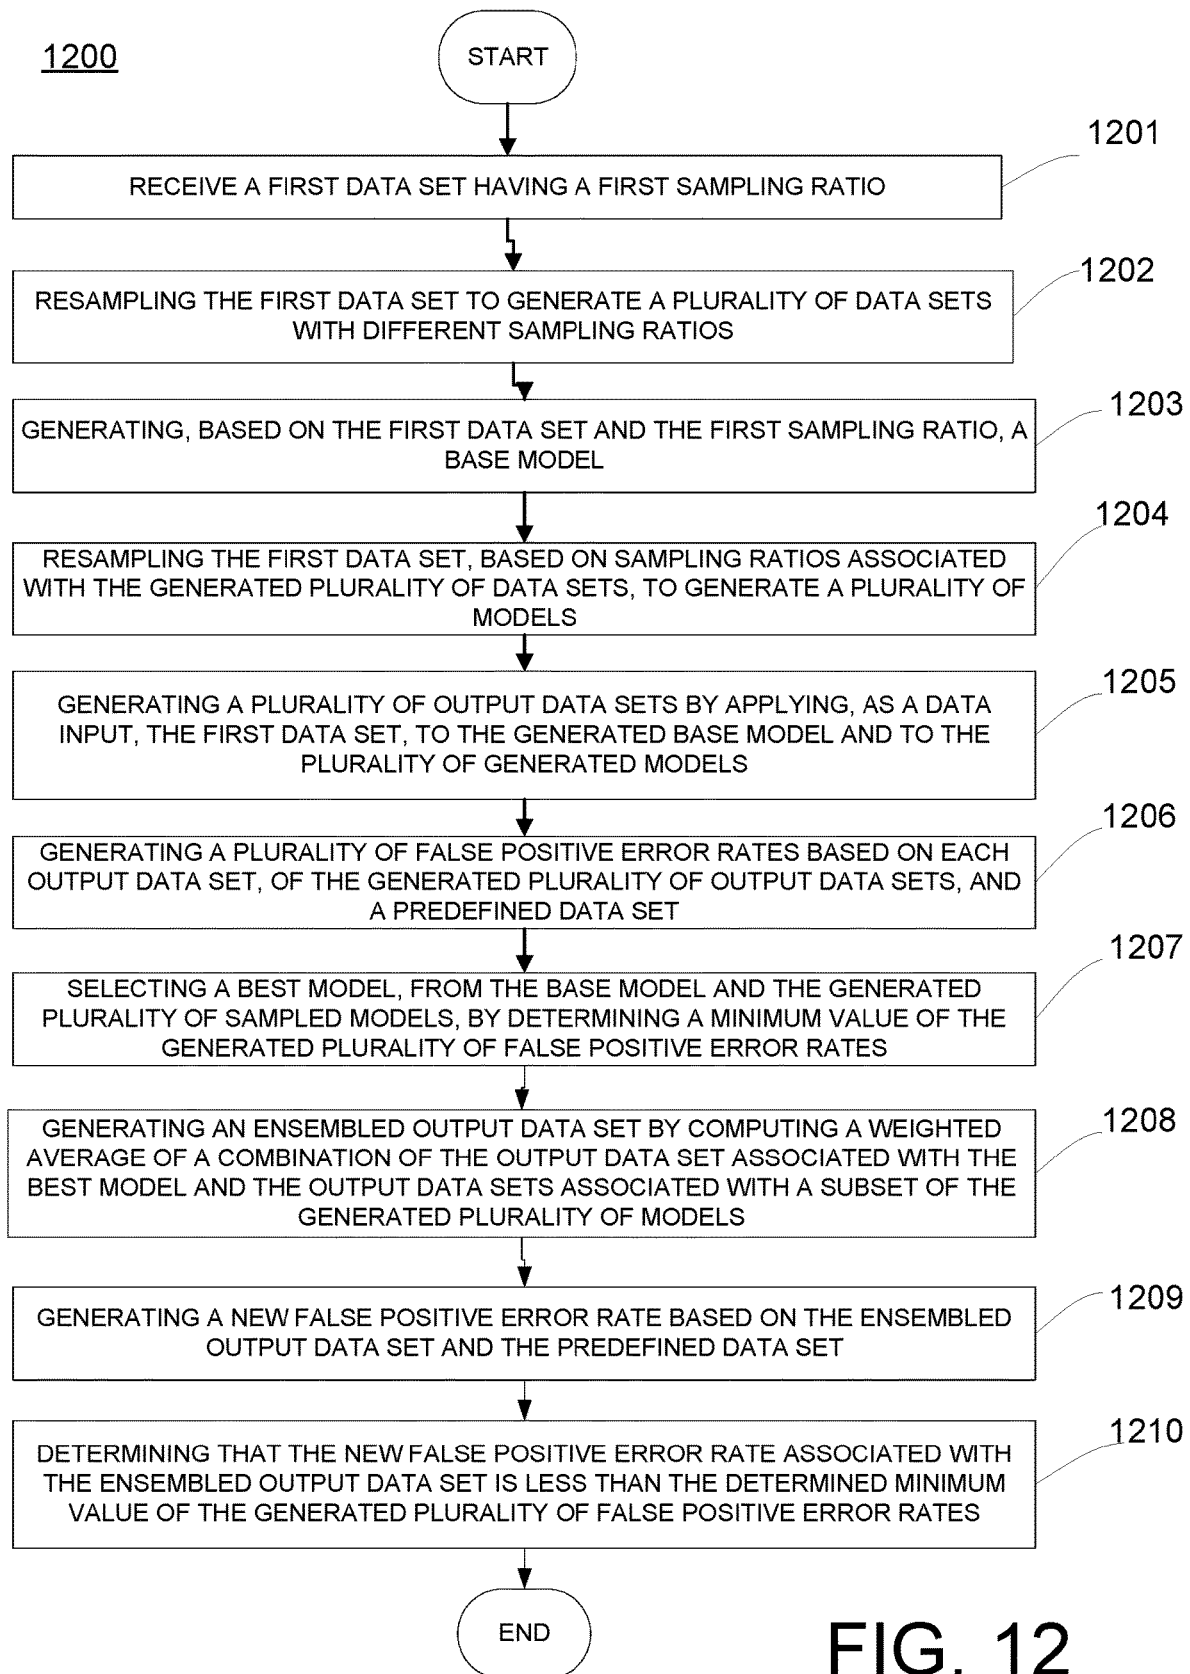 1200
START
1201
RECEIVE A FIRST DATA SET HAVING A FIRST SAMPLING RATIO
1202
RESAMPLING THE FIRST DATA SET TO GENERATE A PLURALITY OF DATA SETS
WITH DIFFERENT SAMPLING RATIOS
1203
GENERATING, BASED ON THE FIRST DATA SET AND THE FIRST SAMPLING RATIO, A
BASE MODEL
1204
RESAMPLING THE FIRST DATA SET, BASED ON SAMPLING RATIOS ASSOCIATED
WITH THE GENERATED PLURALITY OF DATA SETS, TO GENERATE A PLURALITY OF
MODELS
1205
GENERATING A PLURALITY OF OUTPUT DATA SETS BY APPLYING, AS A DATA
INPUT, THE FIRST DATA SET, TO THE GENERATED BASE MODEL AND TO THE
PLURALITY OF GENERATED MODELS
1206
GENERATING A PLURALITY OF FALSE POSITIVE ERROR RATES BASED ON EACH
OUTPUT DATA SET, OF THE GENERATED PLURALITY OF OUTPUT DATA SETS, AND
A PREDEFINED DATA SET
1207
SELECTING A BEST MODEL, FROM THE BASE MODEL AND THE GENERATED
PLURALITY OF SAMPLED MODELS, BY DETERMINING A MINIMUM VALUE OF THE
GENERATED PLURALITY OF FALSE POSITIVE ERROR RATES
1208
GENERATING AN ENSEMBLED OUTPUT DATA SET BY COMPUTING A WEIGHTED
AVERAGE OF A COMBINATION OF THE OUTPUT DATA SET ASSOCIATED WITH THE
BEST MODEL AND THE OUTPUT DATA SETS ASSOCIATED WITH A SUBSET OF THE
GENERATED PLURALITY OF MODELS
1209
GENERATING A NEW FALSE POSITIVE ERROR RATE BASED ON THE ENSEMBLED
OUTPUT DATA SET AND THE PREDEFINED DATA SET
1210
DETERMINING THAT THE NEW FALSE POSITIVE ERROR RATE ASSOCIATED WITH
THE ENSEMBLED OUTPUT DATA SET IS LESS THAN THE DETERMINED MINIMUM
VALUE OF THE GENERATED PLURALITY OF FALSE POSITIVE ERROR RATES
END
FIG. 12